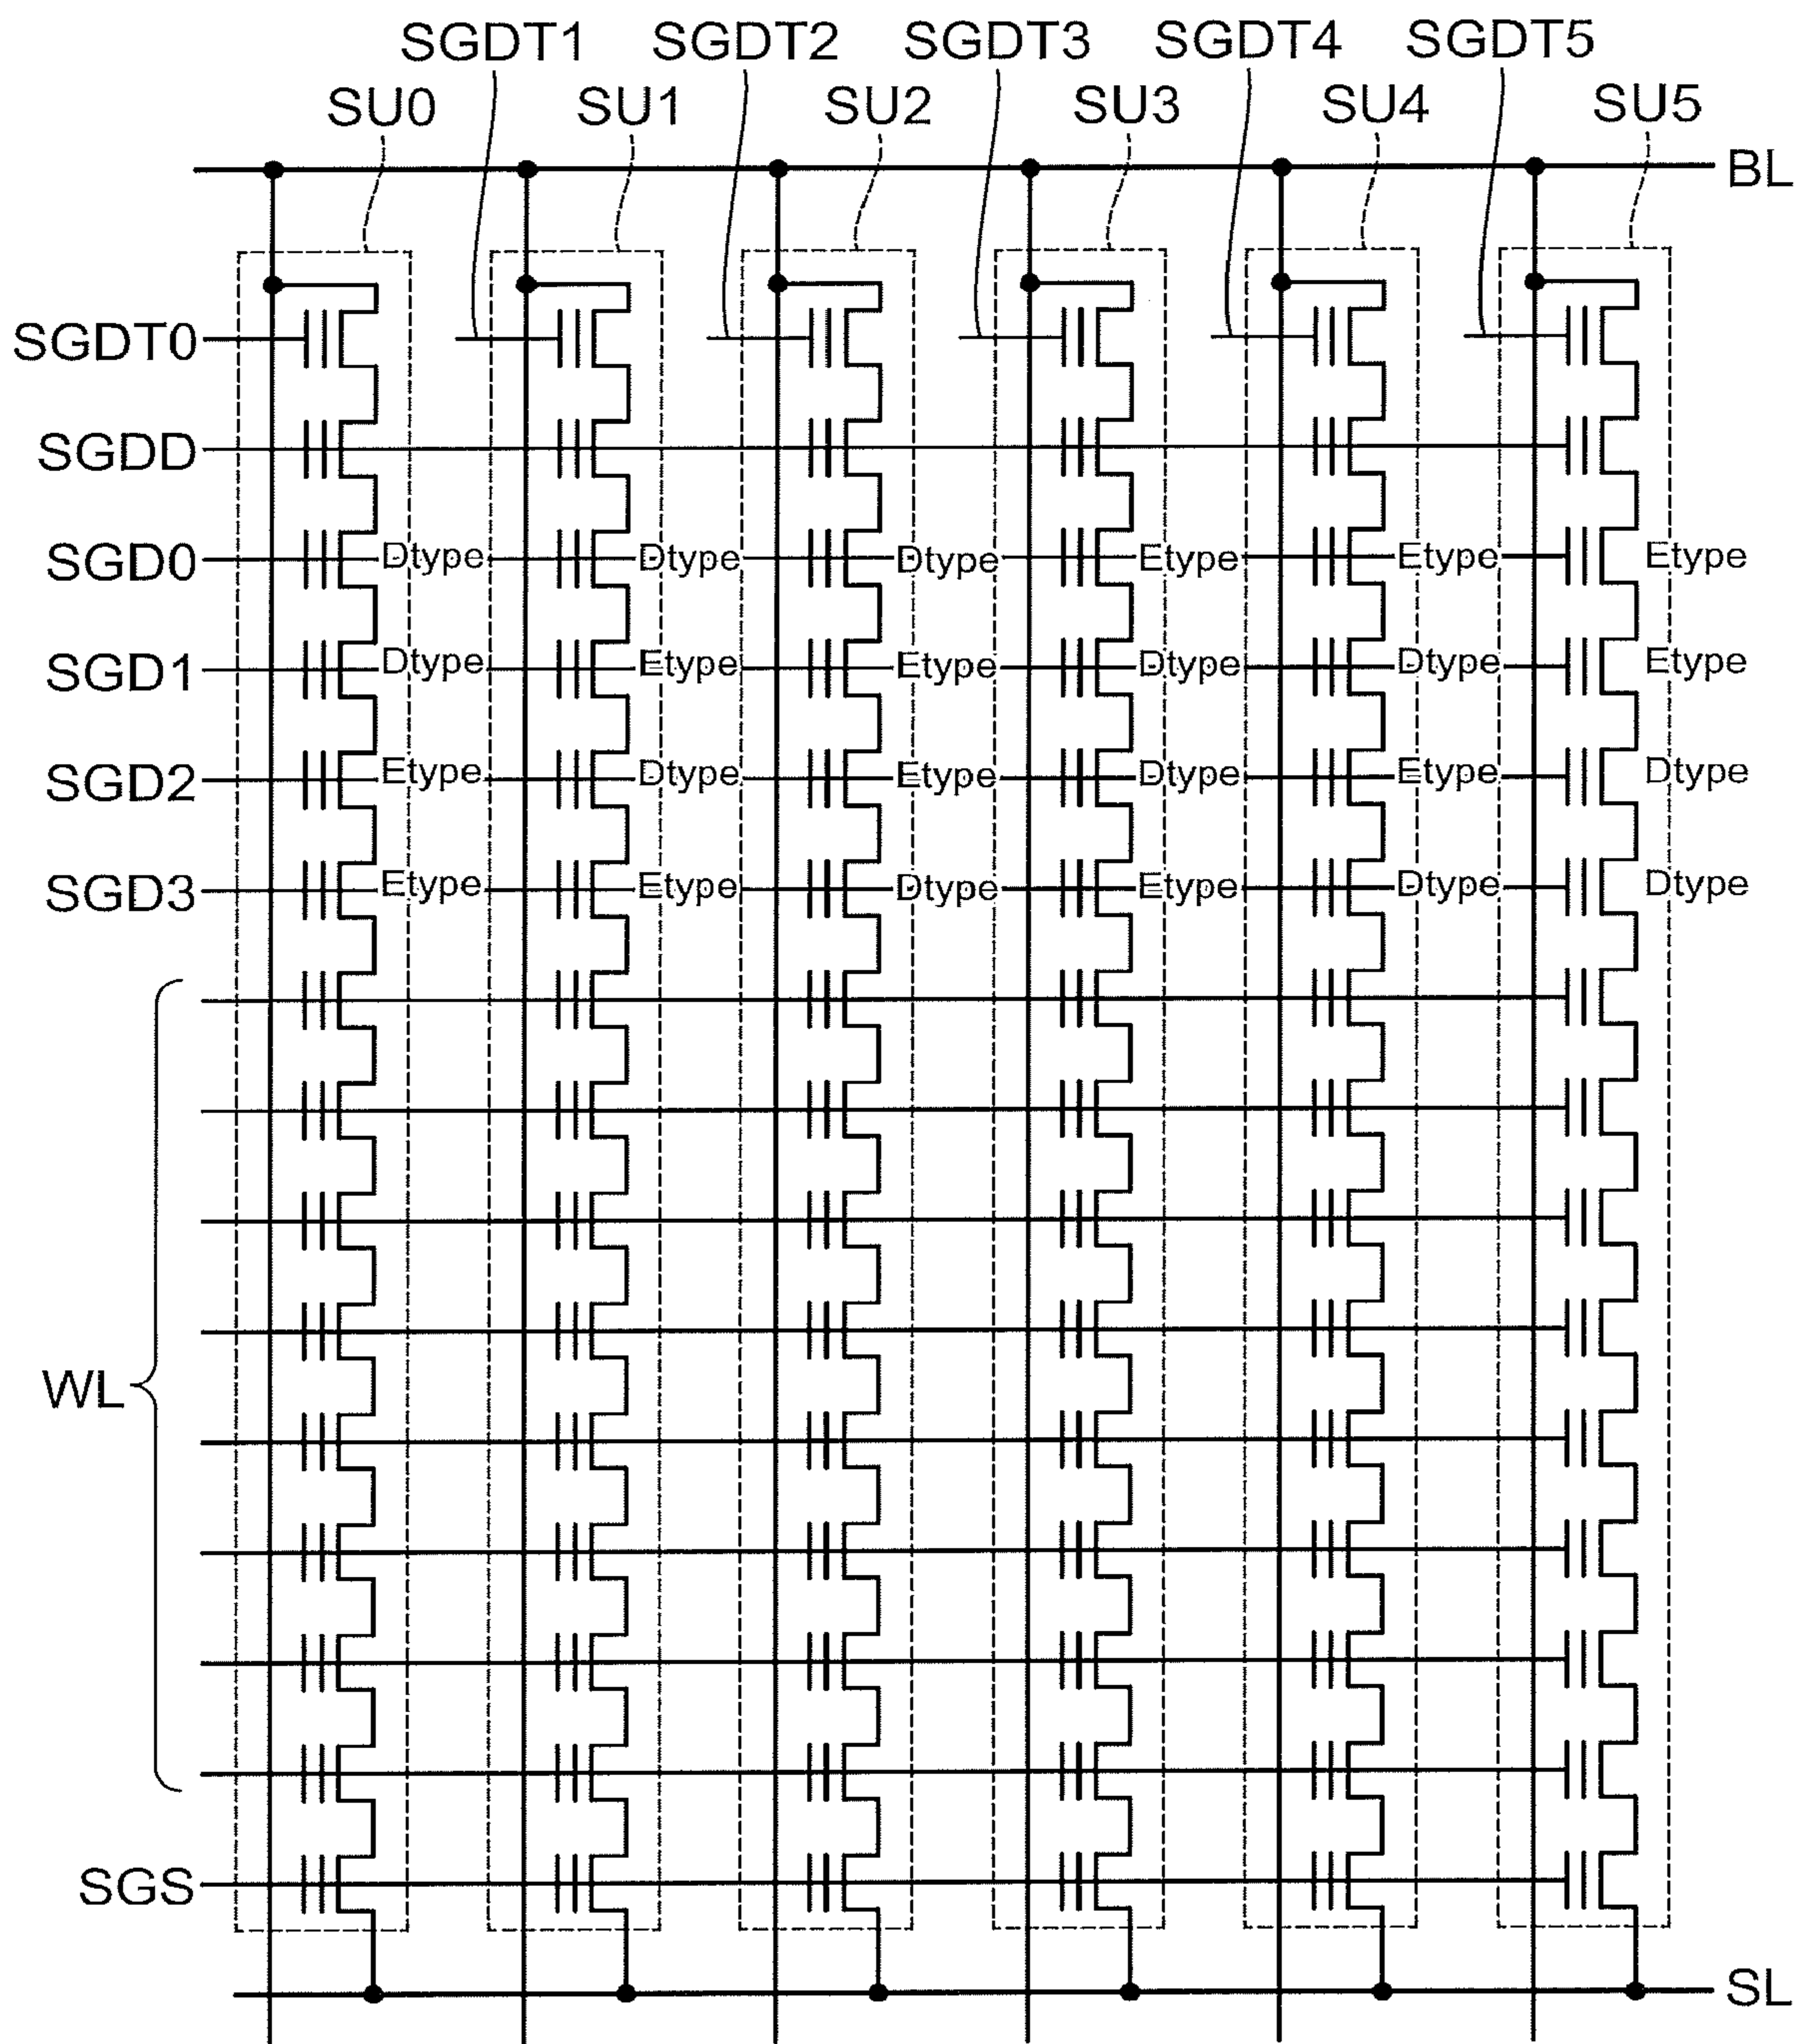 SGDT1 SGDT2 SGDT3 SGDT4 SGDT5
SU0 SU1 SU2 SU3 SU4 SU5
BL
SGDT0
SGDD
SGD0 Dtype Dtype Dtype Etype Etype Etype
SGD1 Dtype Etype Etype Dtype Dtype Etype
SGD2 Etype Dtype Etype Dtype Etype Dtype
SGD3 Etype Etype Dtype Etype Dtype Dtype
WL
SGS
SL